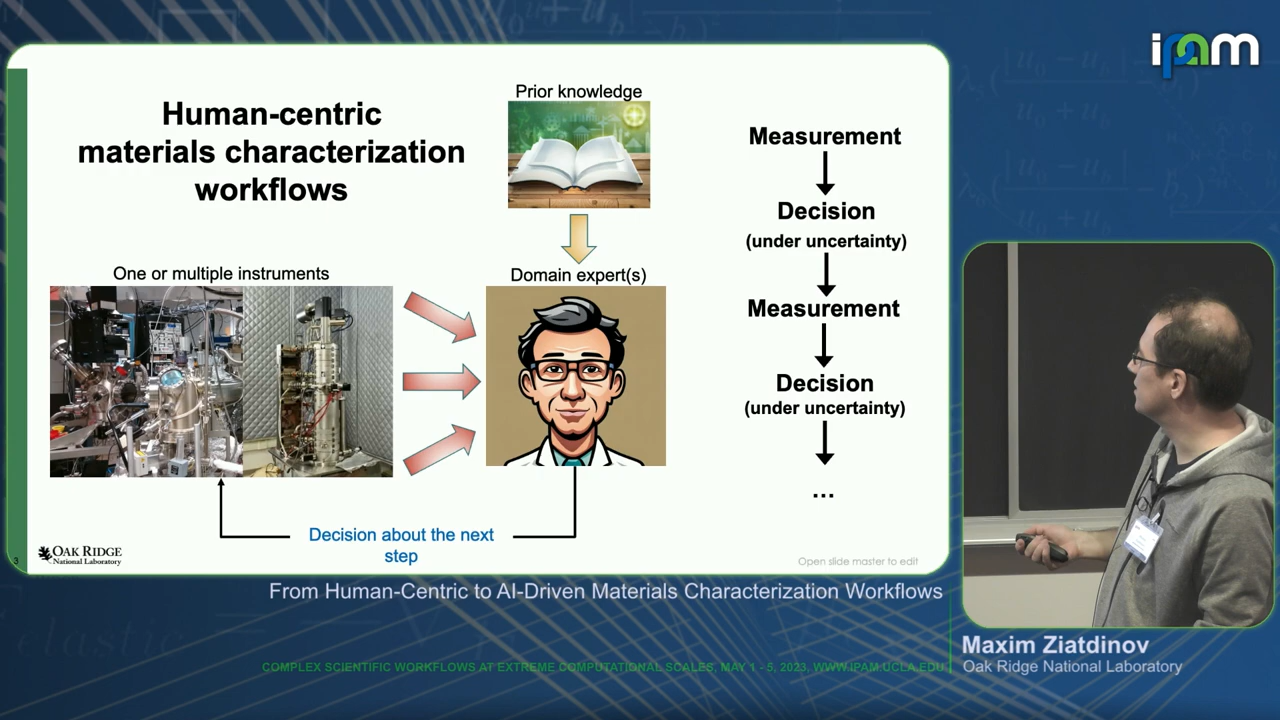 ipam
Human-centric
materials characterization
workflows
Prior knowledge
One or multiple instruments
Domain expert(s)
Decision about the next
step
Measurement
Decision
(under uncertainty)
Measurement
Decision
(under uncertainty)
...
3
OAK RIDGE
National Laboratory
Open slide master to edit
From Human-Centric to AI-Driven Materials Characterization Workflows
Maxim Ziatdinov
Oak Ridge National Laboratory
COMPLEX SCIENTIFIC WORKFLOWS AT EXTREME COMPUTATIONAL SCALES, MAY 1 - 5, 2023, WWW.IPAM.UCLA.EDU
elastic